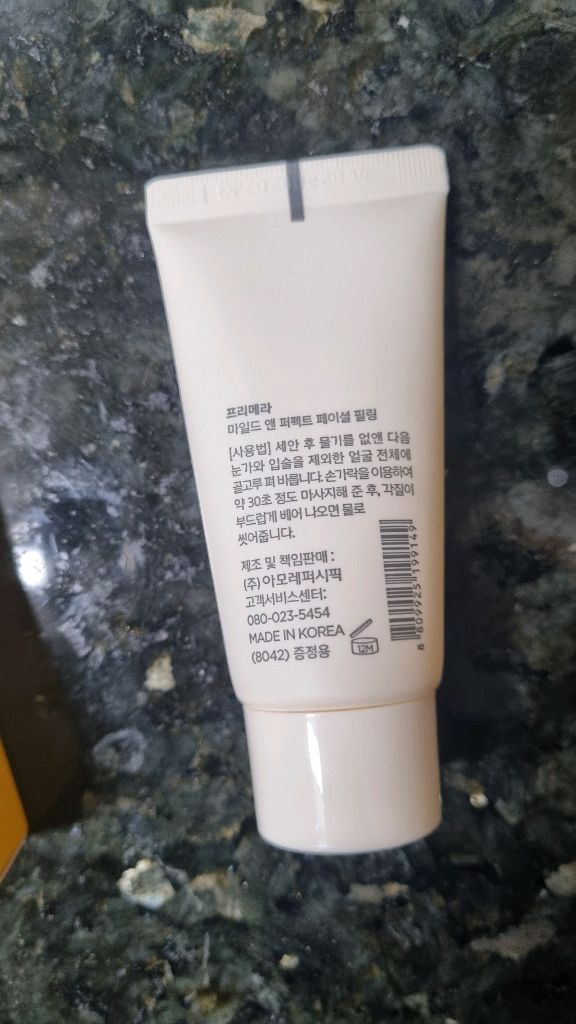 프리메라
마일드 앤 퍼펙트 페이셜 필링
[사용법] 세안 후 물기를 없앤 다음
눈가와 입술을 제외한 얼굴 전체에
골고루 펴 바릅니다. 손가락을 이용하여
약 30초 정도 마사지해 준 후, 각질이
부드럽게 베어 나오면 물로
씻어줍니다.
제조 및 책임판매 :
(주)아모레퍼시픽
고객서비스센터:
080-023-5454
MADE IN KOREA
(8042) 증정용
12M
8 809925 199149